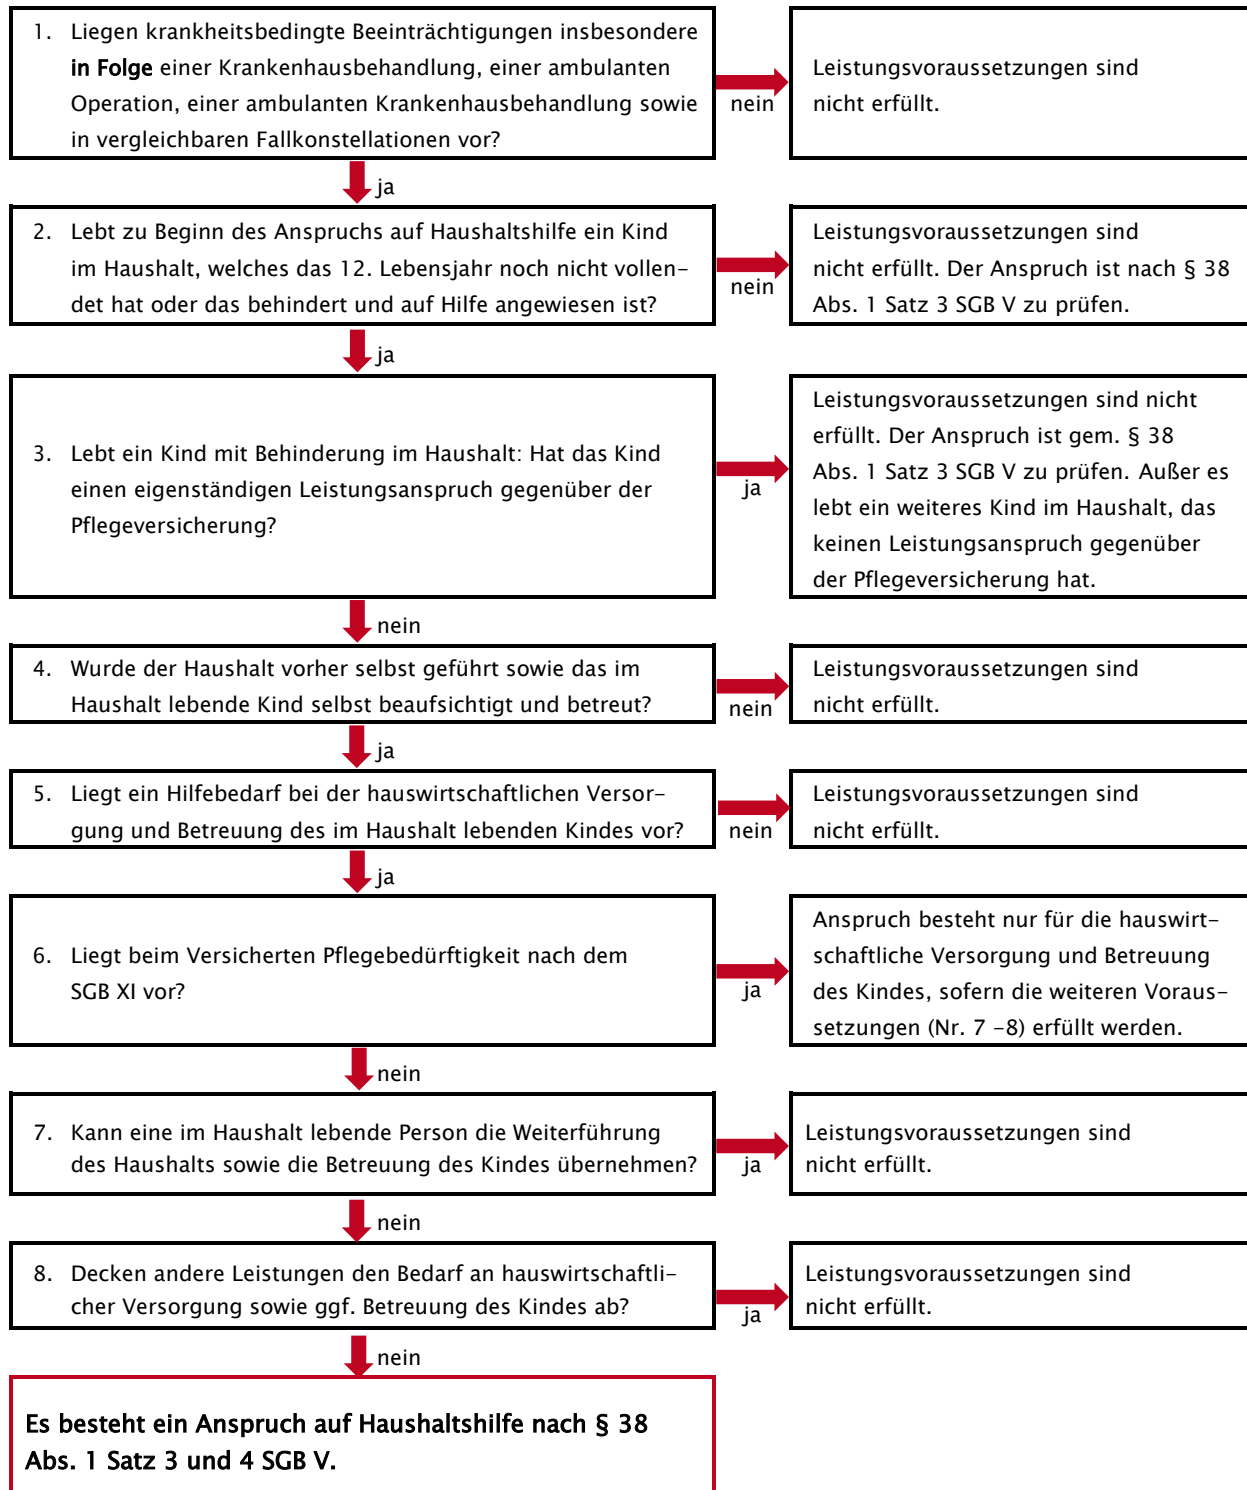 1. Liegen krankheitsbedingte Beeinträchtigungen insbesondere
in Folge einer Krankenhausbehandlung, einer ambulanten
Operation, einer ambulanten Krankenhausbehandlung sowie
in vergleichbaren Fallkonstellationen vor?
nein
Leistungsvoraussetzungen sind
nicht erfüllt.
ja
2. Lebt zu Beginn des Anspruchs auf Haushaltshilfe ein Kind
im Haushalt, welches das 12. Lebensjahr noch nicht vollen-
det hat oder das behindert und auf Hilfe angewiesen ist?
nein
Leistungsvoraussetzungen sind
nicht erfüllt. Der Anspruch ist nach § 38
Abs. 1 Satz 3 SGB V zu prüfen.
ja
3. Lebt ein Kind mit Behinderung im Haushalt: Hat das Kind
einen eigenständigen Leistungsanspruch gegenüber der
Pflegeversicherung?
ja
Leistungsvoraussetzungen sind nicht
erfüllt. Der Anspruch ist gem. § 38
Abs. 1 Satz 3 SGB V zu prüfen. Außer es
lebt ein weiteres Kind im Haushalt, das
keinen Leistungsanspruch gegenüber
der Pflegeversicherung hat.
nein
4. Wurde der Haushalt vorher selbst geführt sowie das im
Haushalt lebende Kind selbst beaufsichtigt und betreut?
nein
Leistungsvoraussetzungen sind
nicht erfüllt.
ja
5. Liegt ein Hilfebedarf bei der hauswirtschaftlichen Versor-
gung und Betreuung des im Haushalt lebenden Kindes vor?
nein
Leistungsvoraussetzungen sind
nicht erfüllt.
ja
6. Liegt beim Versicherten Pflegebedürftigkeit nach dem
SGB XI vor?
ja
Anspruch besteht nur für die hauswirt-
schaftliche Versorgung und Betreuung
des Kindes, sofern die weiteren Voraus-
setzungen (Nr. 7 -8) erfüllt werden.
nein
7. Kann eine im Haushalt lebende Person die Weiterführung
des Haushalts sowie die Betreuung des Kindes übernehmen?
ja
Leistungsvoraussetzungen sind
nicht erfüllt.
nein
8. Decken andere Leistungen den Bedarf an hauswirtschaftli-
cher Versorgung sowie ggf. Betreuung des Kindes ab?
ja
Leistungsvoraussetzungen sind
nicht erfüllt.
nein
Es besteht ein Anspruch auf Haushaltshilfe nach § 38
Abs. 1 Satz 3 und 4 SGB V.